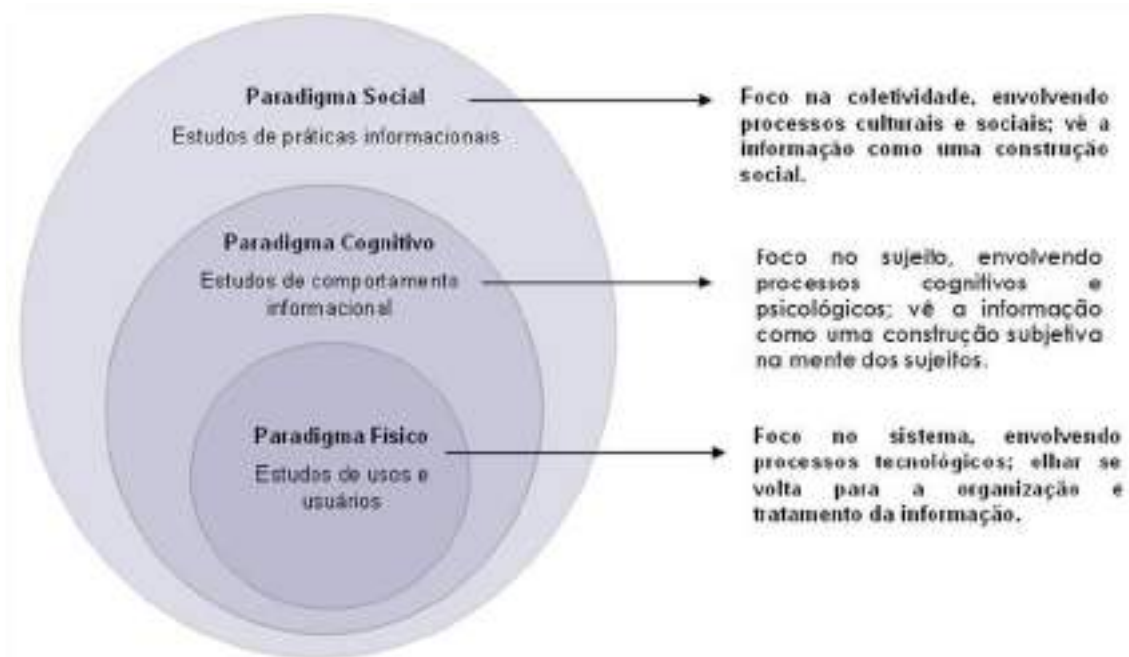 Paradigma Social
Estudos de práticas informacionais
Foco na coletividade, envolvendo
processos culturais e sociais; vê a
informação como uma construção
social.
Paradigma Cognitivo
Estudos de comportamenta
informacional
Foco no sujeito, envolvendo
processos cognitivos e
psicológicos; vê a informação
como uma construção subjetiva
na mente dos sujeitos.
Paradigma Físico
Estudos de usos e
usuários
Foco no sistema, envolvendo
processos tecnológicos; elhar se
volta para a organização e
tratamento da informação.